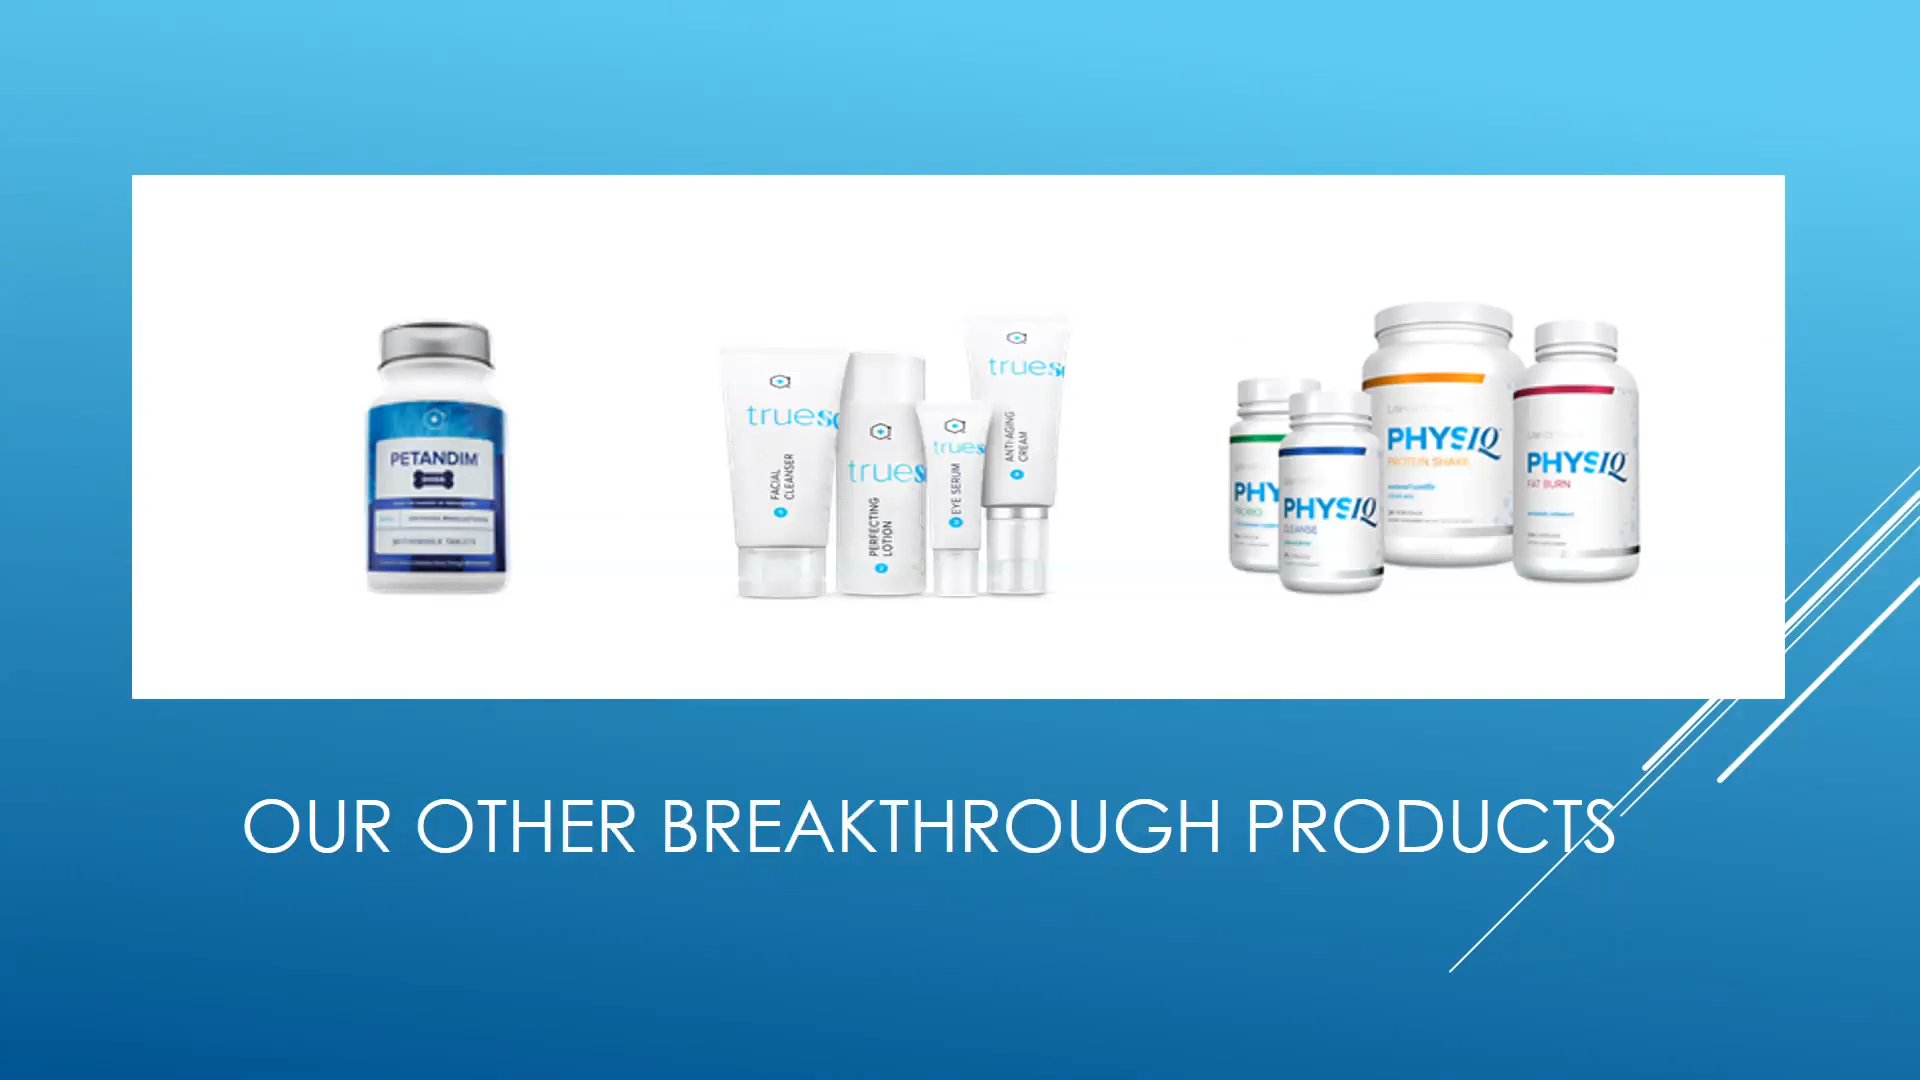 PETANDIM
trues
FACIAL
CLEANSER
trues
PERFECTING
LOTION
trues
EYE SERUM
trues
ANTI-AGING
CREAM
PHY
PROBIO
PHYSIQ
CLEANSE
PHYSIQ
PROTEIN SHAKE
PHYSIQ
FAT BURN
OUR OTHER BREAKTHROUGH PRODUCTS